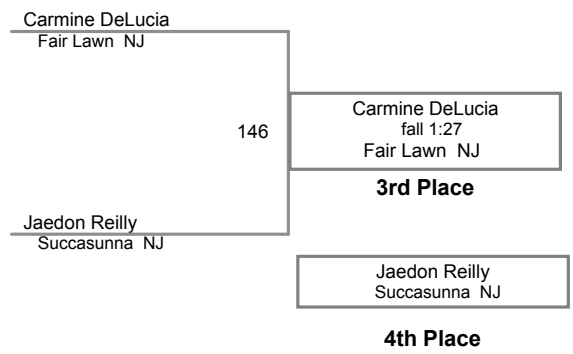 Carmine DeLucia
Fair Lawn NJ
146
Carmine DeLucia
fall 1:27
Fair Lawn NJ
3rd Place
Jaedon Reilly
Succasunna NJ
Jaedon Reilly
Succasunna NJ
4th Place